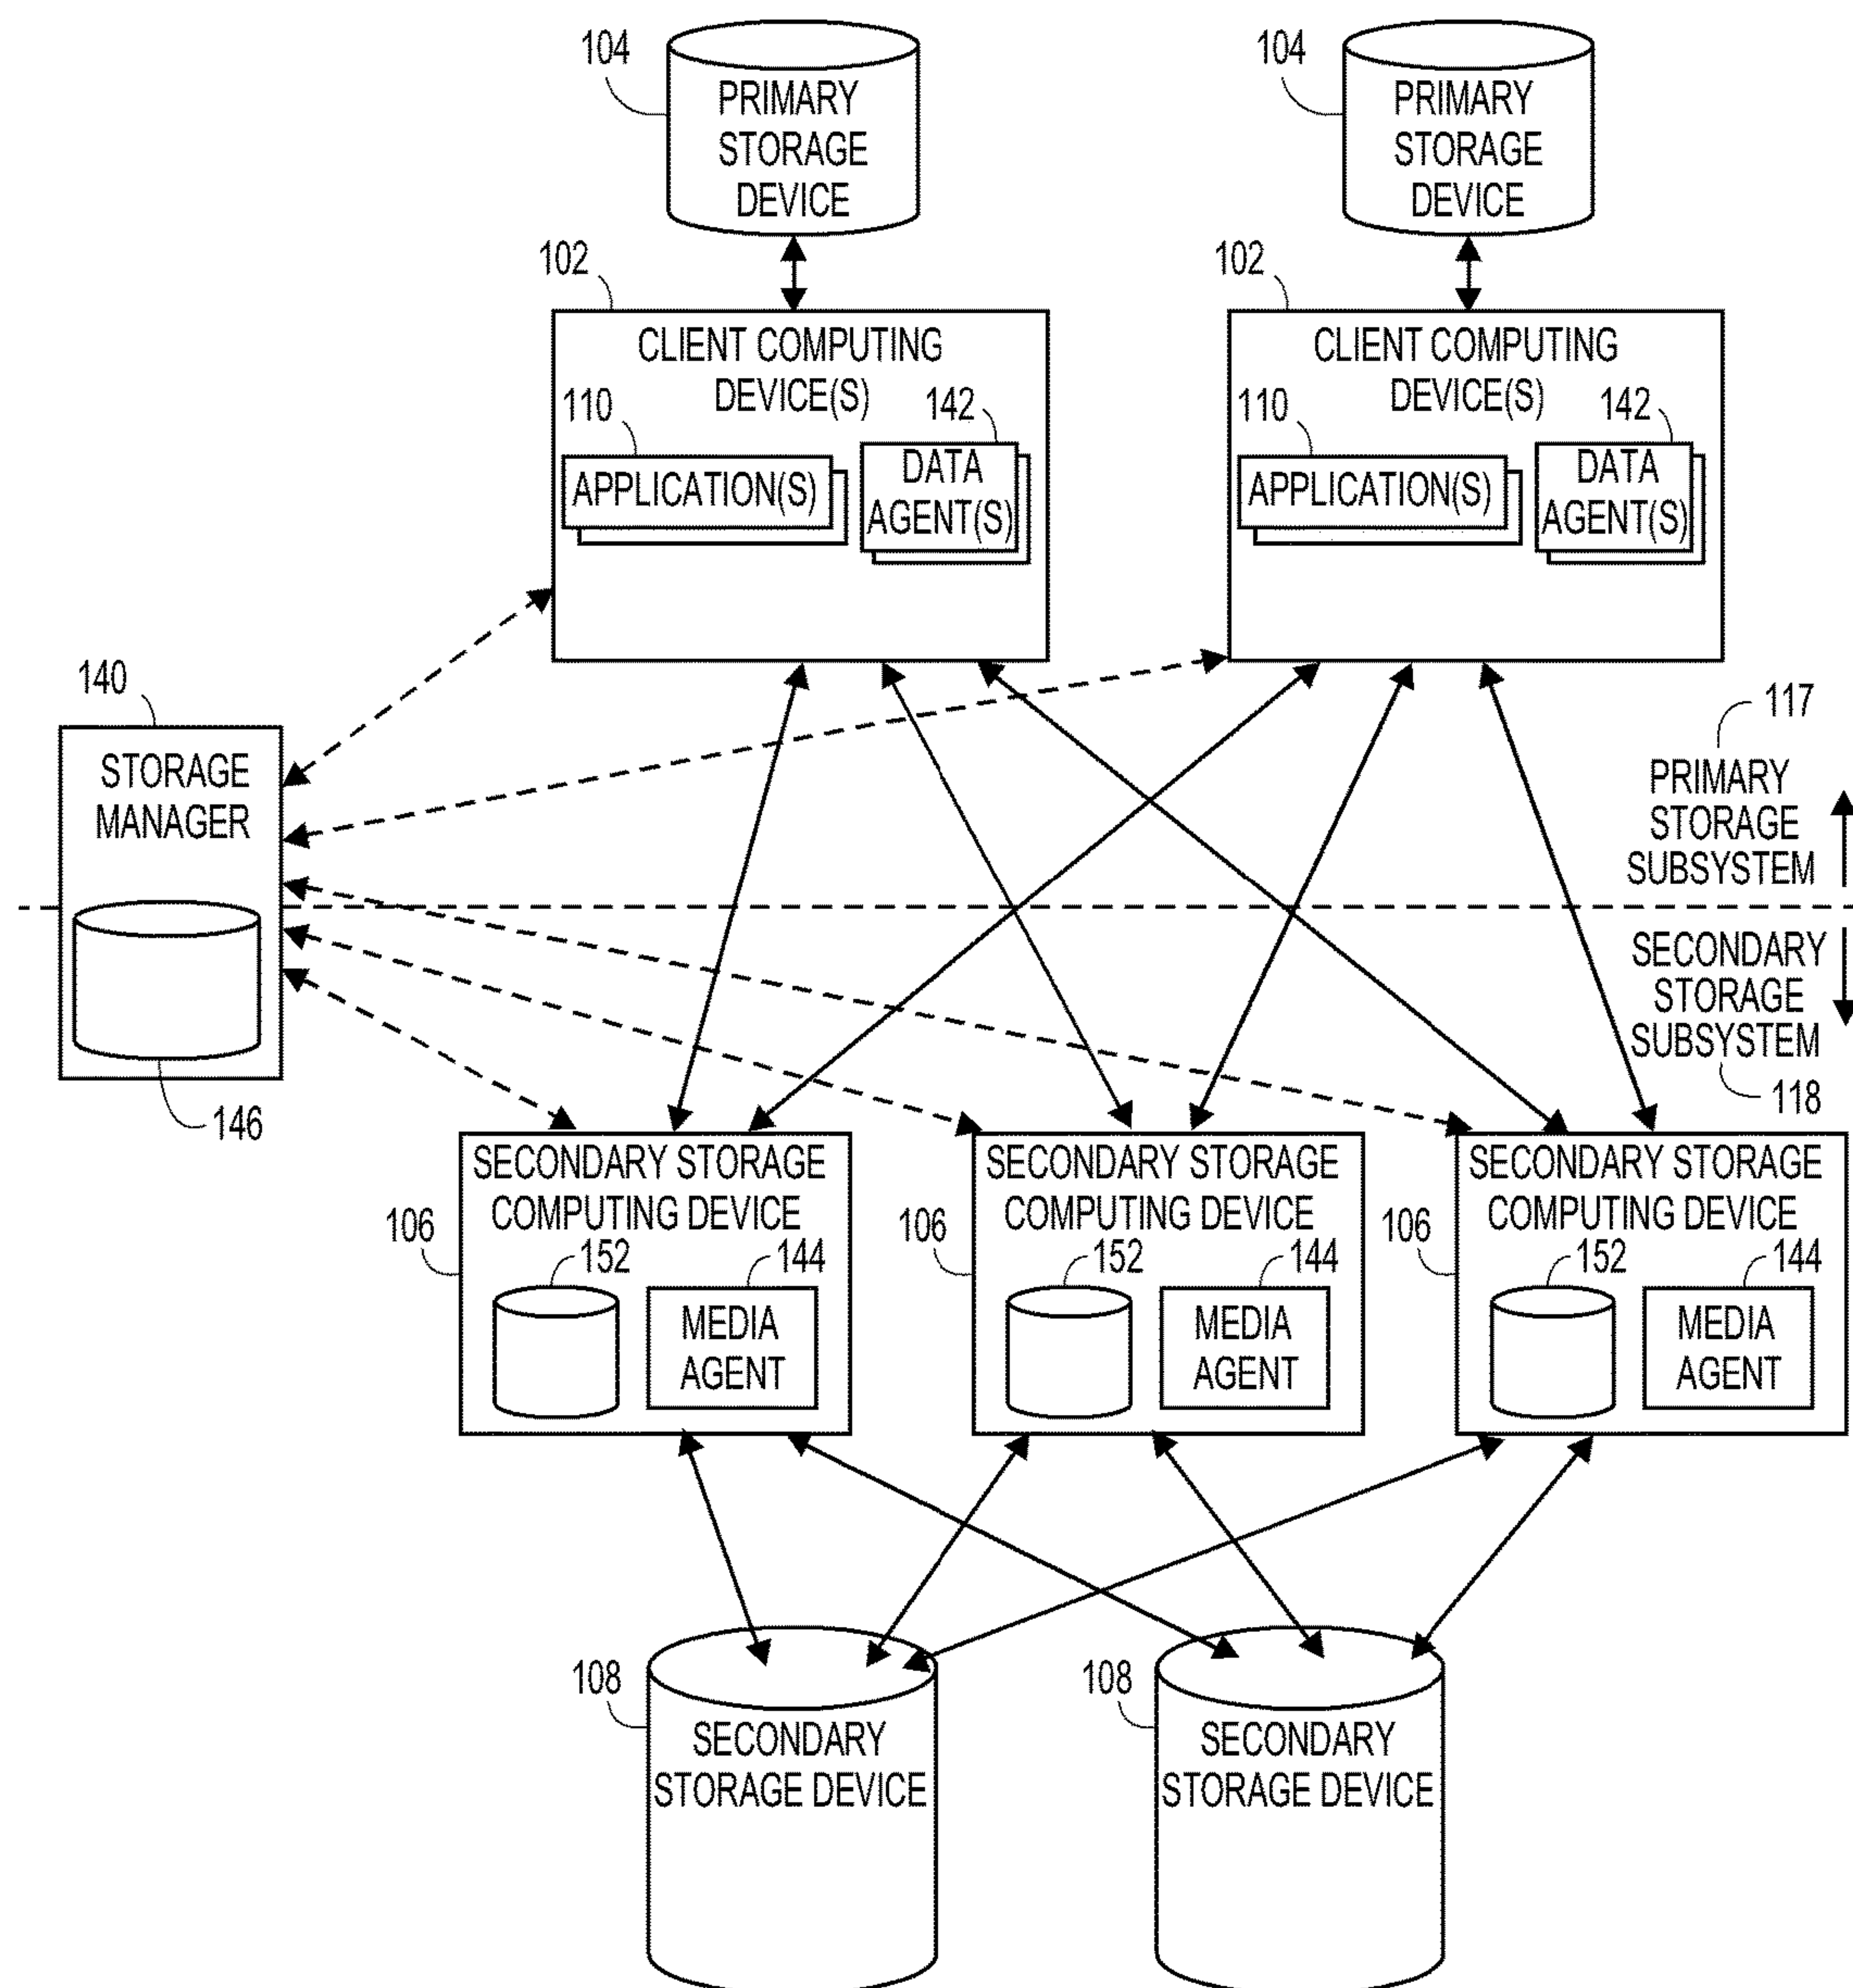 104
PRIMARY
STORAGE
DEVICE
104
PRIMARY
STORAGE
DEVICE
102
CLIENT COMPUTING
DEVICE(S)
110
142
APPLICATION(S)
DATA
AGENT(S)
102
CLIENT COMPUTING
DEVICE(S)
110
142
APPLICATION(S)
DATA
AGENT(S)
140
STORAGE
MANAGER
146
117
PRIMARY
STORAGE
SUBSYSTEM
SECONDARY
STORAGE
SUBSYSTEM
118
SECONDARY STORAGE
COMPUTING DEVICE
106
152
144
MEDIA
AGENT
SECONDARY STORAGE
COMPUTING DEVICE
106
152
144
MEDIA
AGENT
SECONDARY STORAGE
COMPUTING DEVICE
106
152
144
MEDIA
AGENT
108
SECONDARY
STORAGE DEVICE
108
SECONDARY
STORAGE DEVICE